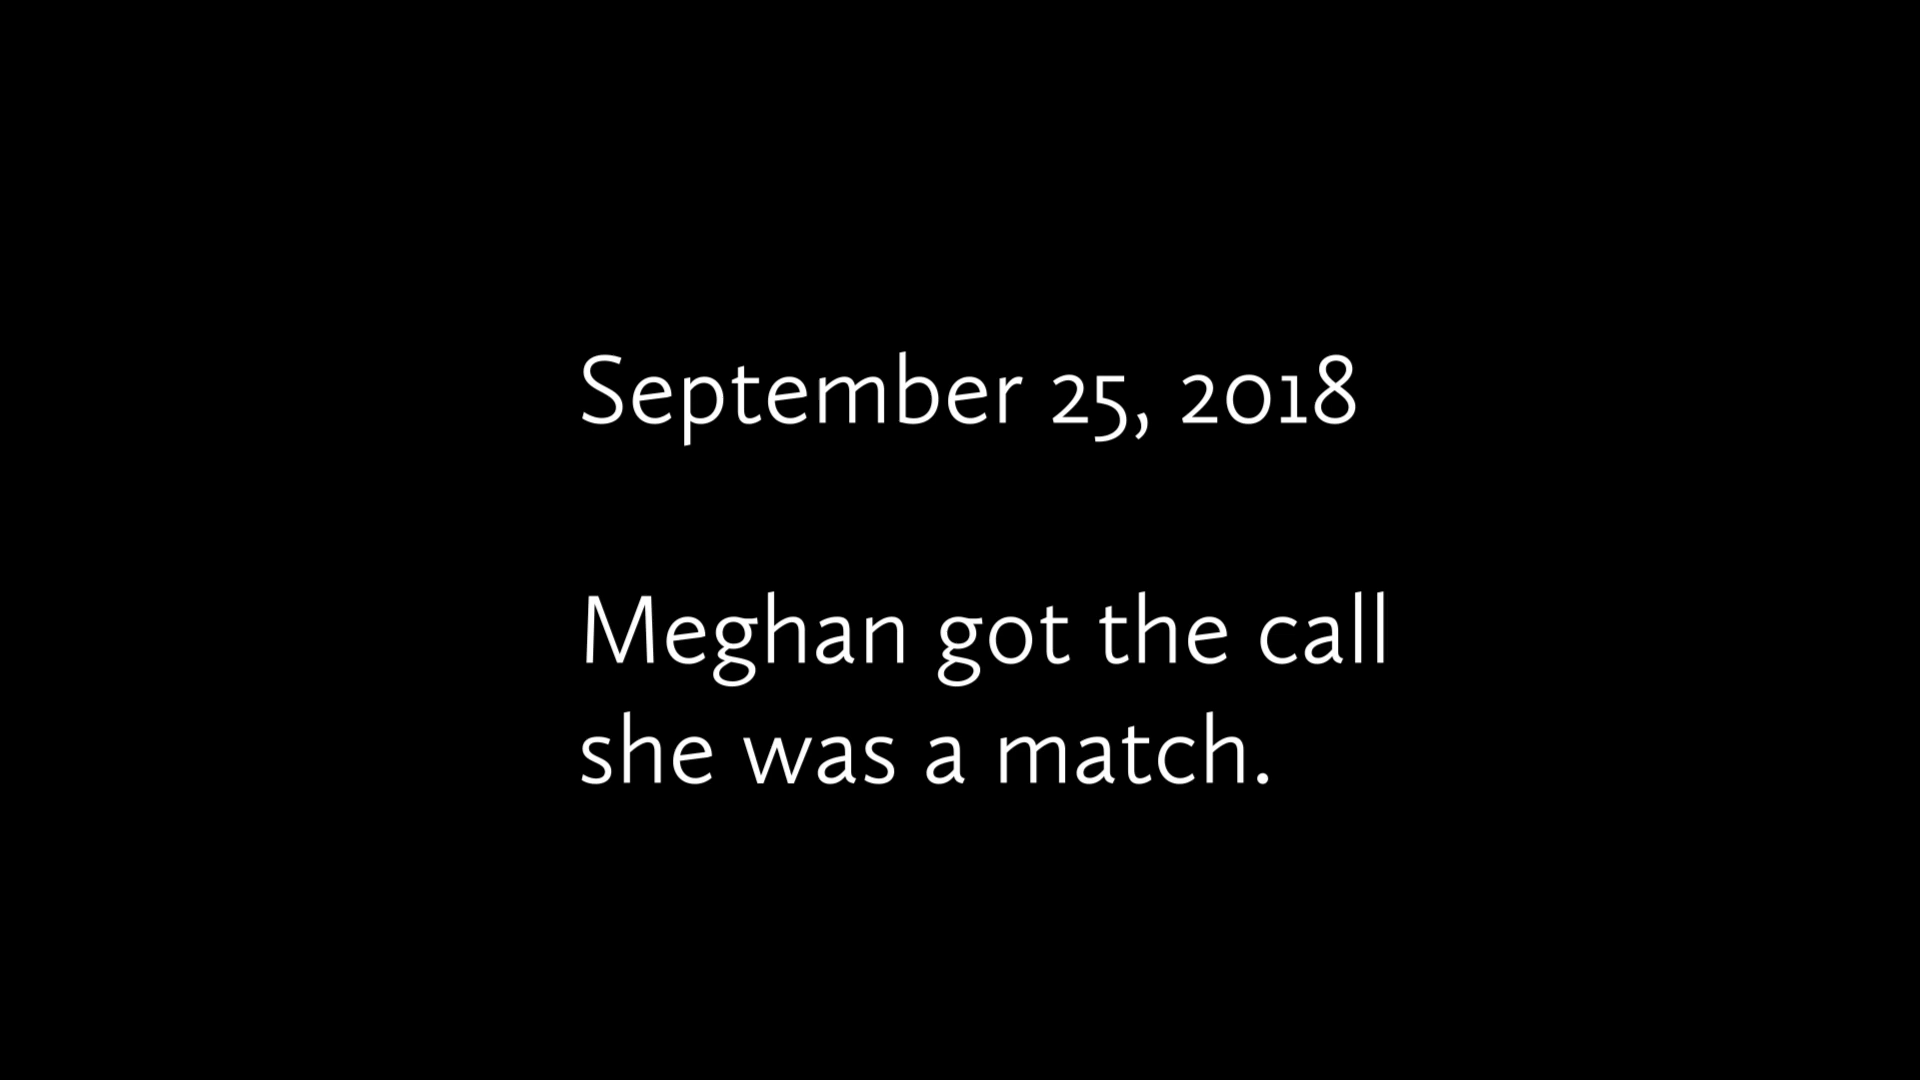 September 25, 2018
Meghan got the call
she was a match.